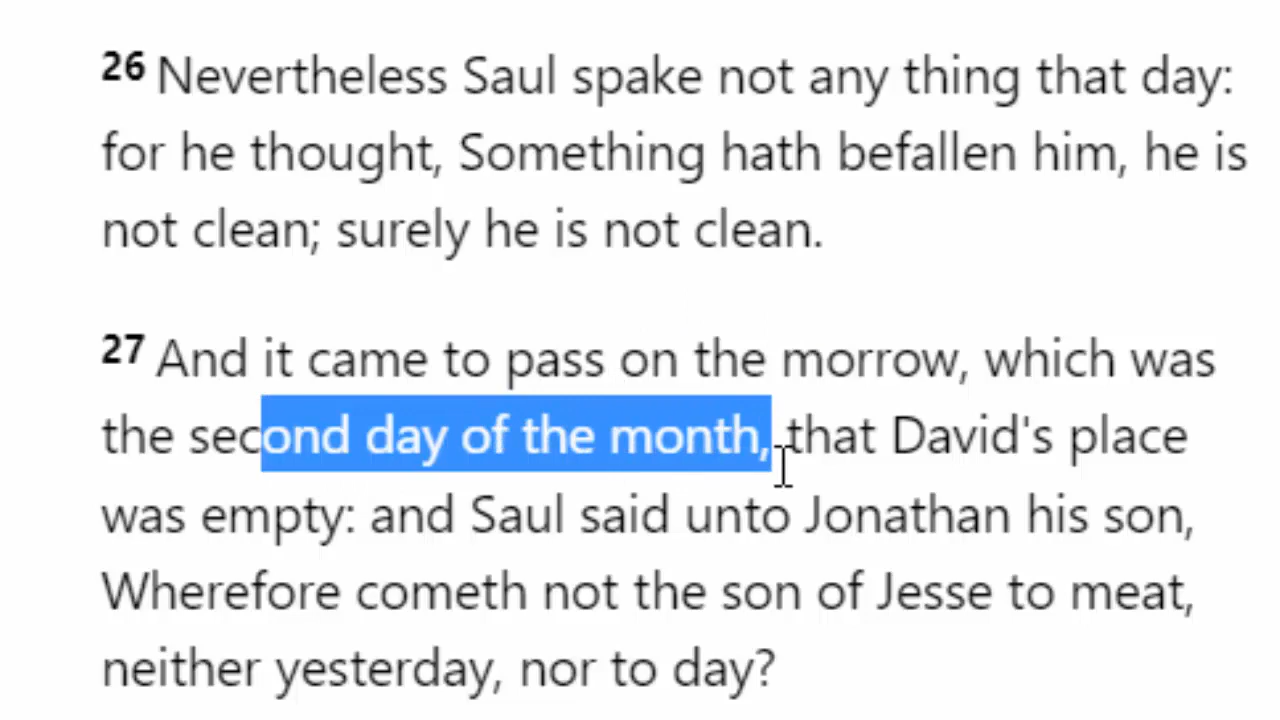 26 Nevertheless Saul spake not any thing that day:
for he thought, Something hath befallen him, he is
not clean; surely he is not clean.
27 And it came to pass on the morrow, which was
the second day of the month, that David's place
was empty: and Saul said unto Jonathan his son,
Wherefore cometh not the son of Jesse to meat,
neither yesterday, nor to day?